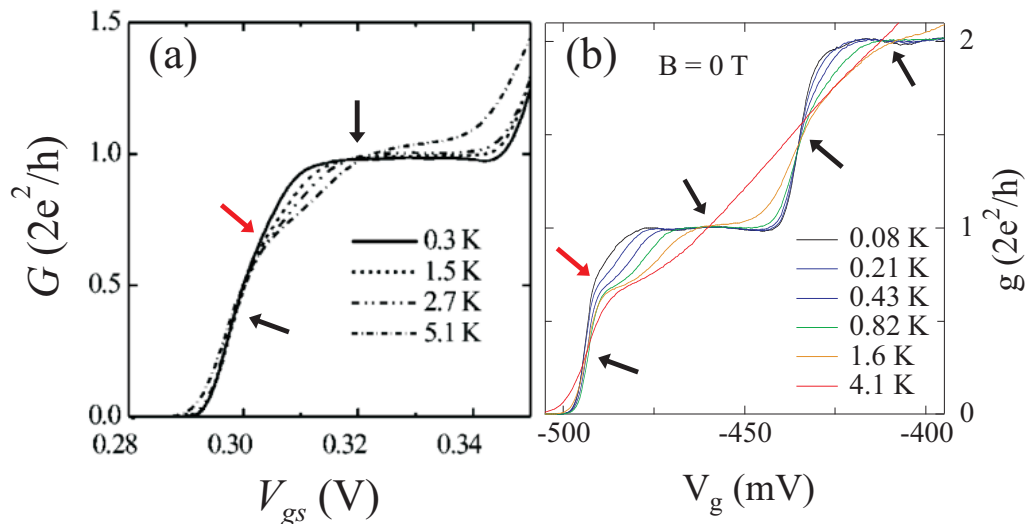 (a)
G (2e²/h)
1.5
1.0
0.5
0.0
0.3 K
1.5 K
2.7 K
5.1 K
0.28
0.30
0.32
0.34
V_gs (V)
(b)
B = 0 T
0.08 K
0.21 K
0.43 K
0.82 K
1.6 K
4.1 K
2
1
0
g (2e²/h)
-500
-450
-400
V_g (mV)